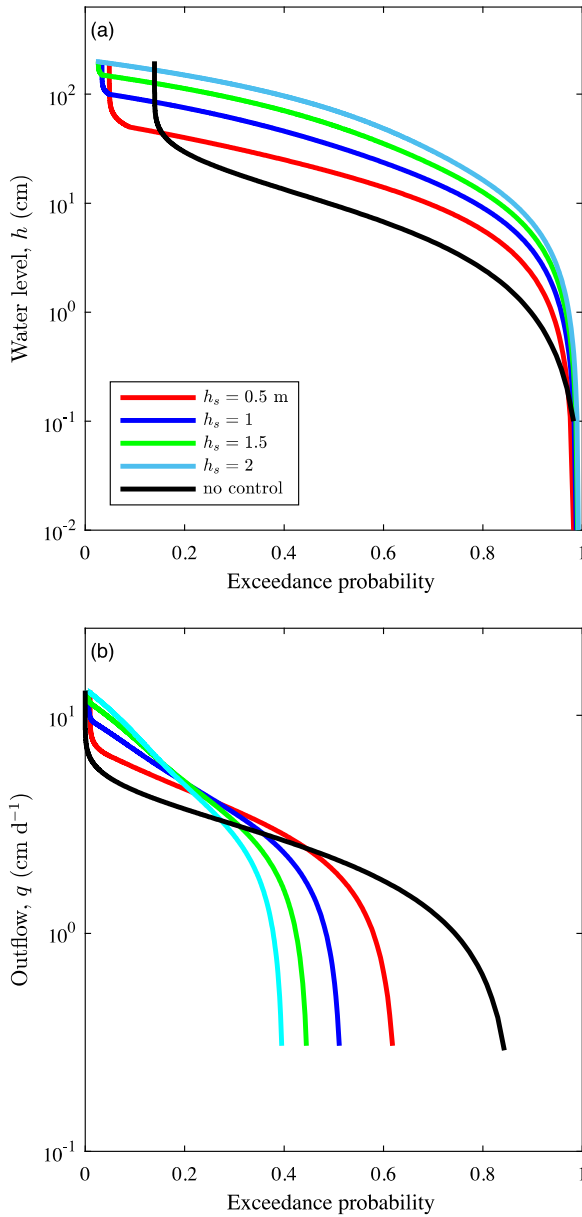 (a)
10^2
10^1
10^0
10^-1
10^-2
Water level, h (cm)
h_s = 0.5 m
h_s = 1
h_s = 1.5
h_s = 2
no control
0 0.2 0.4 0.6 0.8 1
Exceedance probability
(b)
10^1
10^0
10^-1
Outflow, q (cm d^-1)
0 0.2 0.4 0.6 0.8 1
Exceedance probability